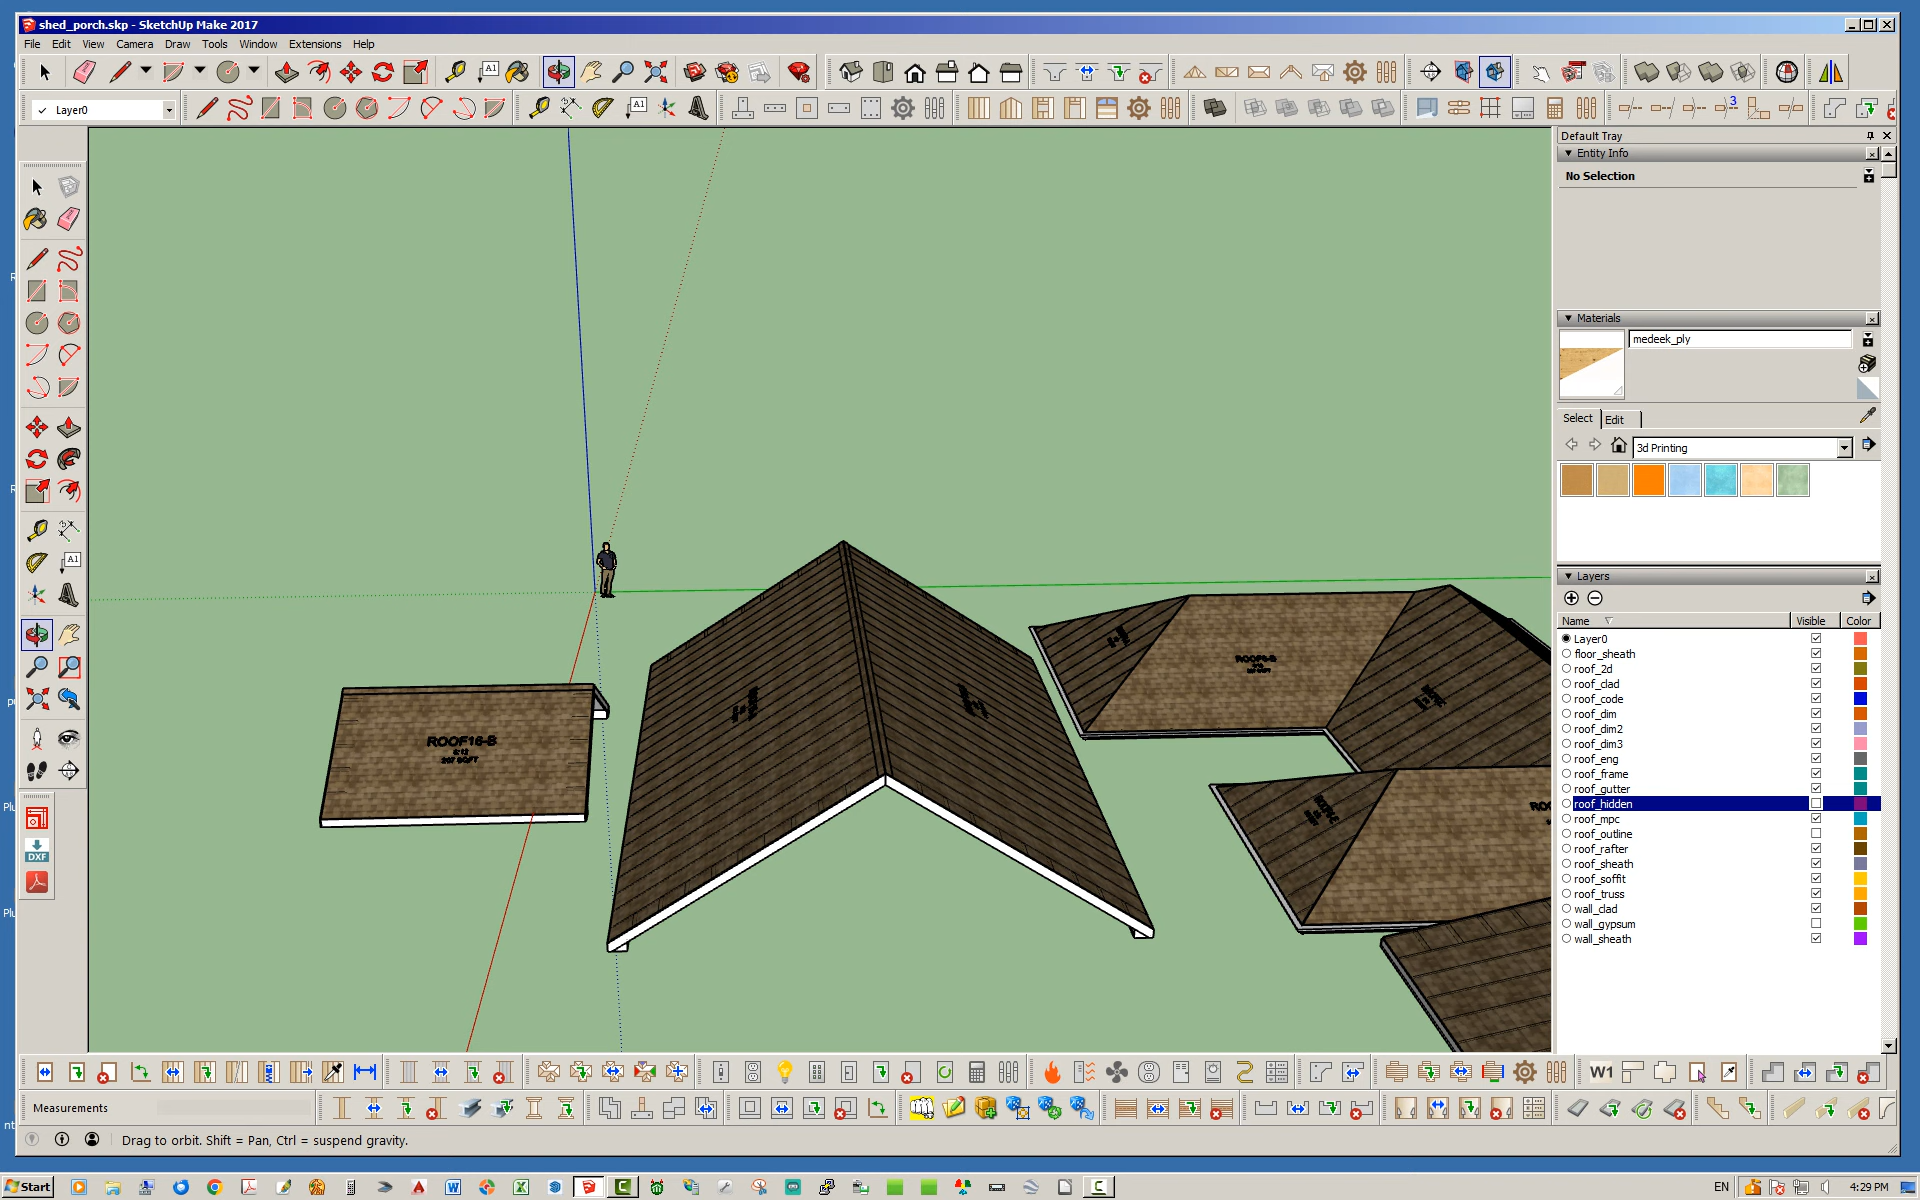 shed_porch.skp - SketchUp Make 2017
File Edit View Camera Draw Tools Window Extensions Help
Layer0
Default Tray
Entity Info
No Selection
Materials
medeek_ply
Select Edit
3d Printing
Layers
Name Visible Color
Layer0
floor_sheath
roof_2d
roof_clad
roof_code
roof_dim
roof_dim2
roof_dim3
roof_eng
roof_frame
roof_gutter
roof_hidden
roof_mpc
roof_outline
roof_rafter
roof_sheath
roof_soffit
roof_truss
wall_clad
wall_gypsum
wall_sheath
ROOF16-B
DXF
W1
Measurements
Drag to orbit. Shift = Pan, Ctrl = suspend gravity.
Start
EN
4:29 PM